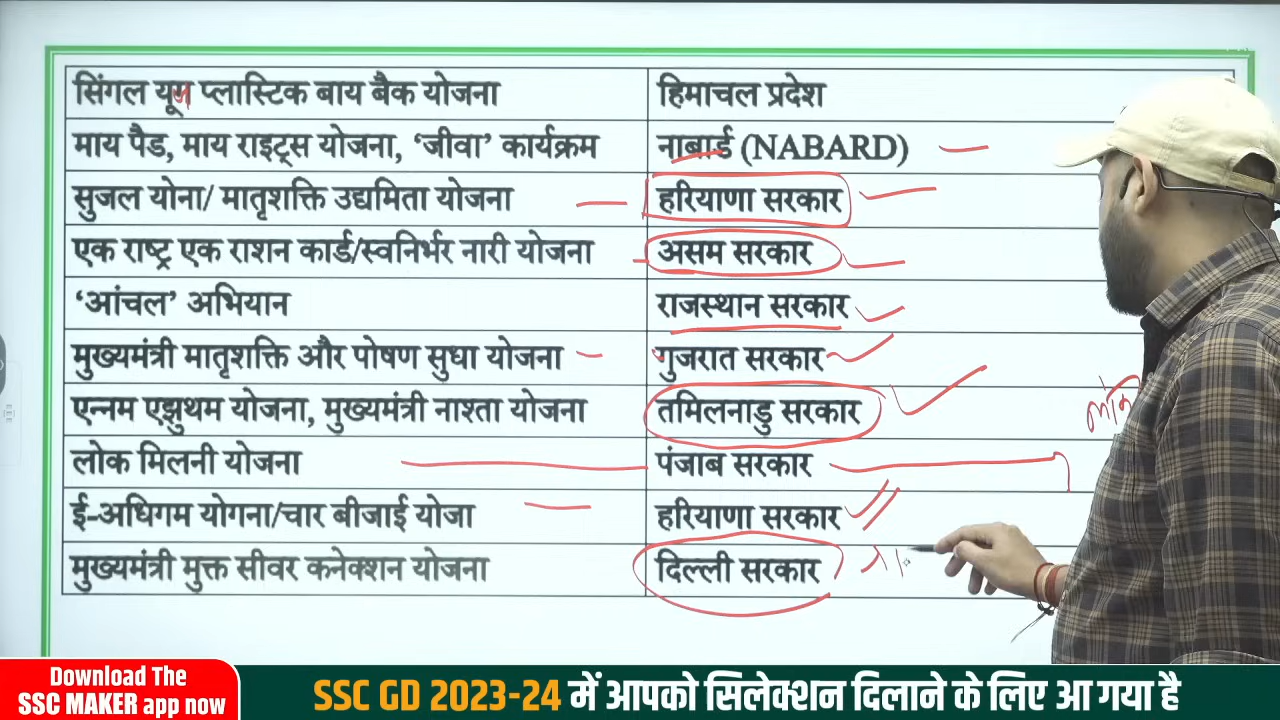 सिंगल यूज प्लास्टिक बाय बैक योजना हिमाचल प्रदेश
माय पैड, माय राइट्स योजना, ‘जीवा’ कार्यक्रम नाबार्ड (NABARD)
सुजल योना/ मातृशक्ति उद्यमिता योजना हरियाणा सरकार
एक राष्ट्र एक राशन कार्ड/स्वनिर्भर नारी योजना असम सरकार
‘आंचल’ अभियान राजस्थान सरकार
मुख्यमंत्री मातृशक्ति और पोषण सुधा योजना गुजरात सरकार
एन्नम एझुथम योजना, मुख्यमंत्री नाश्ता योजना तमिलनाडु सरकार
लोक मिलनी योजना पंजाब सरकार
ई-अधिगम योगना/चार बीजाई योजा हरियाणा सरकार
मुख्यमंत्री मुक्त सीवर कनेक्शन योजना दिल्ली सरकार
Download The
SSC MAKER app now
SSC GD 2023-24 में आपको सिलेक्शन दिलाने के लिए आ गया है